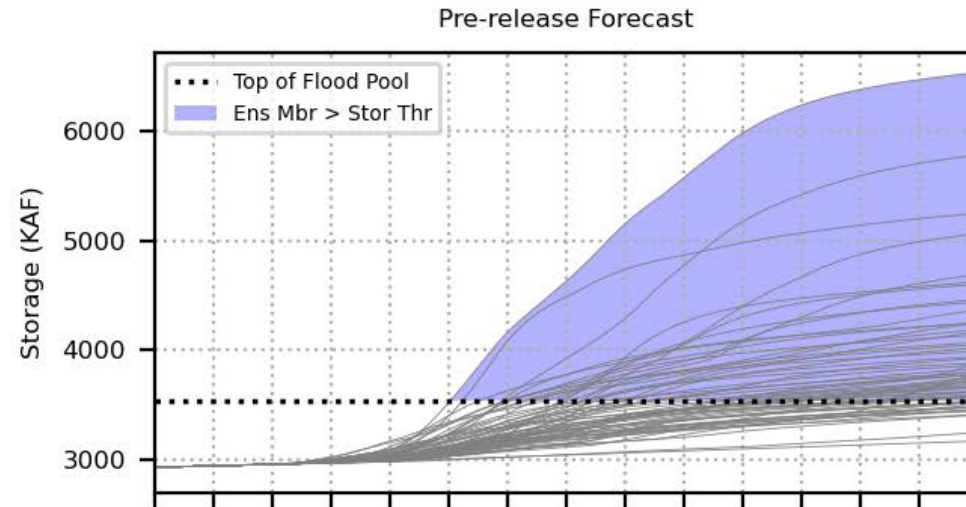 Pre-release Forecast
Top of Flood Pool
Ens Mbr > Stor Thr
Storage (KAF)
6000
5000
4000
3000